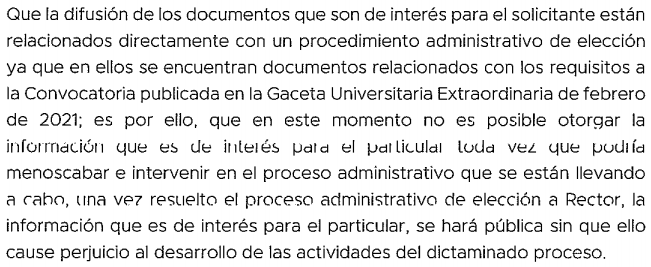 Que la difusión de los documentos que son de interés para el solicitante están
relacionados directamente con un procedimiento administrativo de elección
ya que en ellos se encuentran documentos relacionados con los requisitos a
la Convocatoria publicada en la Gaceta Universitaria Extraordinaria de febrero
de 2021; es por ello, que en este momento no es posible otorgar la
información que es de interés para el particular toda vez que podría
menoscabar e intervenir en el proceso administrativo que se están llevando
a cabo, una vez resuelto el proceso administrativo de elección a Rector, la
información que es de interés para el particular, se hará pública sin que ello
cause perjuicio al desarrollo de las actividades del dictaminado proceso.